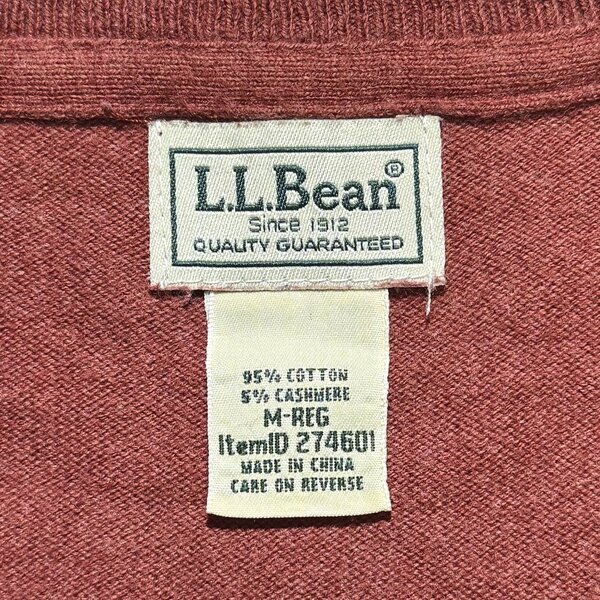 L.L.Bean®
Since 1912
QUALITY GUARANTEED
95% COTTON
5% CASHMERE
M-REG
ItemID 274601
MADE IN CHINA
CARE ON REVERSE